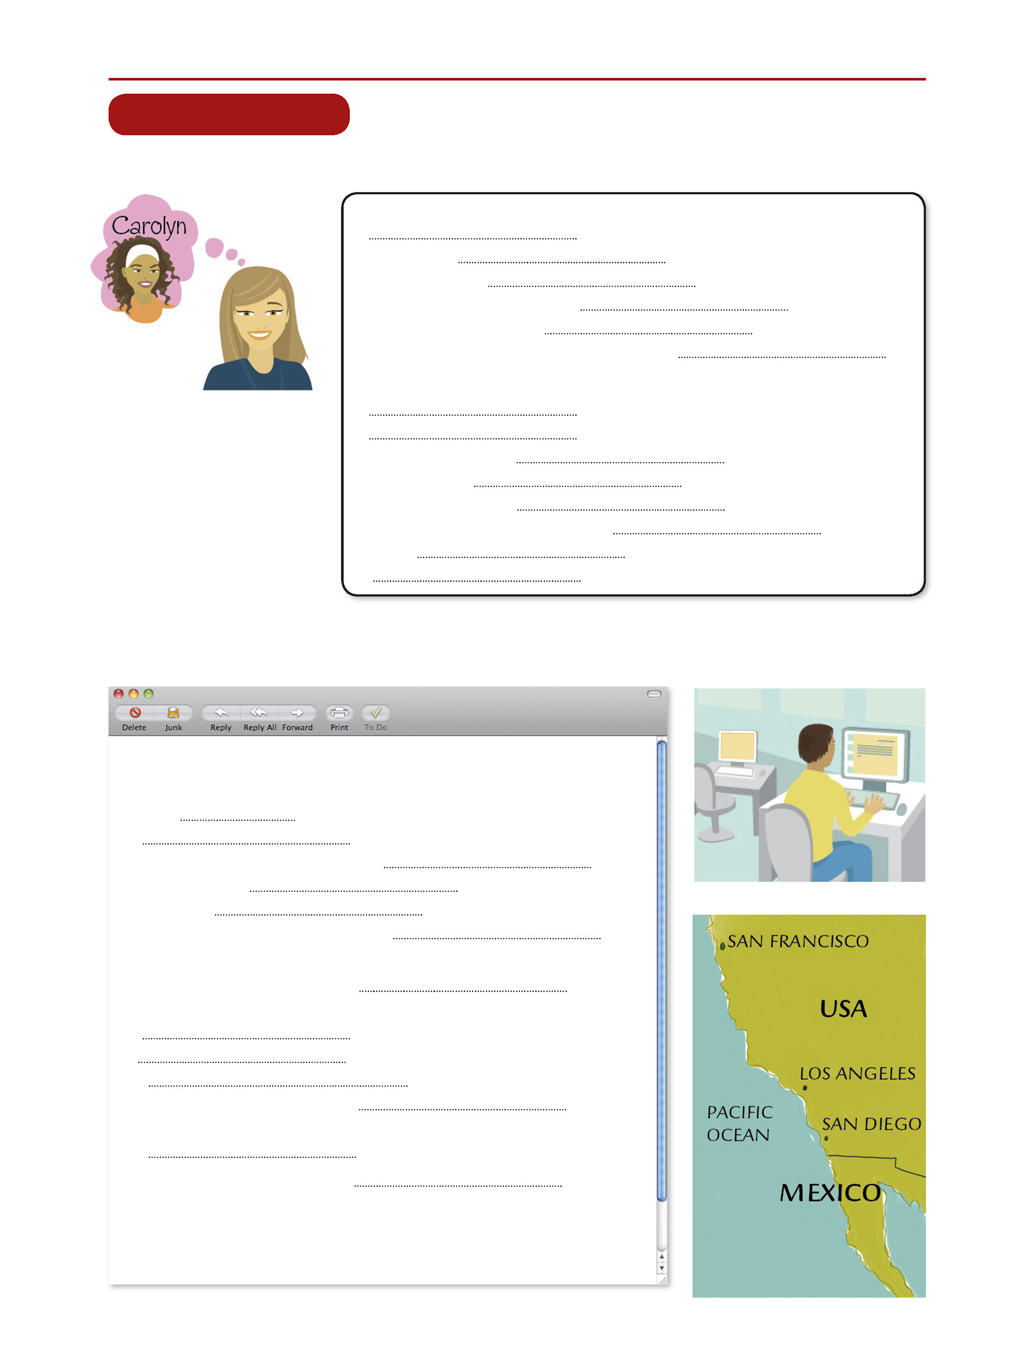 Carolyn
Delete
Junk
Reply
Reply All
Forward
Print
To Do
SAN FRANCISCO
USA
LOS ANGELES
PACIFIC
OCEAN
SAN DIEGO
MEXICO